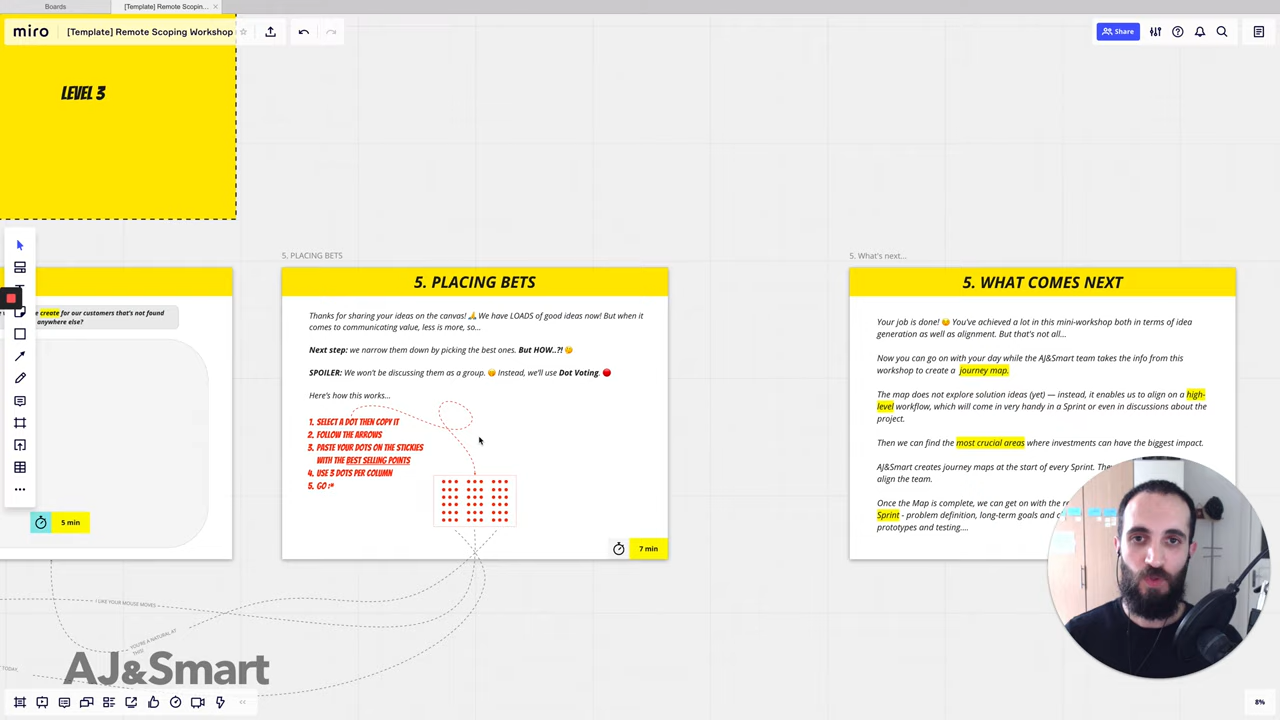 Boards
[Template] Remote Scopin...
miro
[Template] Remote Scoping Workshop
Share
LEVEL 3
create for our customers that's not found
anywhere else?
5 min
5. PLACING BETS
5. PLACING BETS
Thanks for sharing your ideas on the canvas! 🙏 We have LOADS of good ideas now! But when it
comes to communicating value, less is more, so...
Next step: we narrow them down by picking the best ones. But HOW..?! 🤔
SPOILER: We won't be discussing them as a group. 😁 Instead, we'll use Dot Voting. 🔴
Here's how this works...
1. SELECT A DOT THEN COPY IT
2. FOLLOW THE ARROWS
3. PASTE YOUR DOTS ON THE STICKIES
WITH THE BEST SELLING POINTS
4. USE 3 DOTS PER COLUMN
5. GO :*
7 min
5. What's next...
5. WHAT COMES NEXT
Your job is done! 😌 You've achieved a lot in this mini-workshop both in terms of idea
generation as well as alignment. But that's not all...
Now you can go on with your day while the AJ&Smart team takes the info from this
workshop to create a journey map.
The map does not explore solution ideas (yet) — instead, it enables us to align on a high-
level workflow, which will come in very handy in a Sprint or even in discussions about the
project.
Then we can find the most crucial areas where investments can have the biggest impact.
AJ&Smart creates journey maps at the start of every Sprint.
align the team.
Once the Map is complete, we can get on with the
Sprint - problem definition, long-term goals and
prototypes and testing....
I LIKE YOUR MOUSE MOVES
YOU'RE A NATURAL AT
THIS!
TODAY,
AJ&Smart
8%